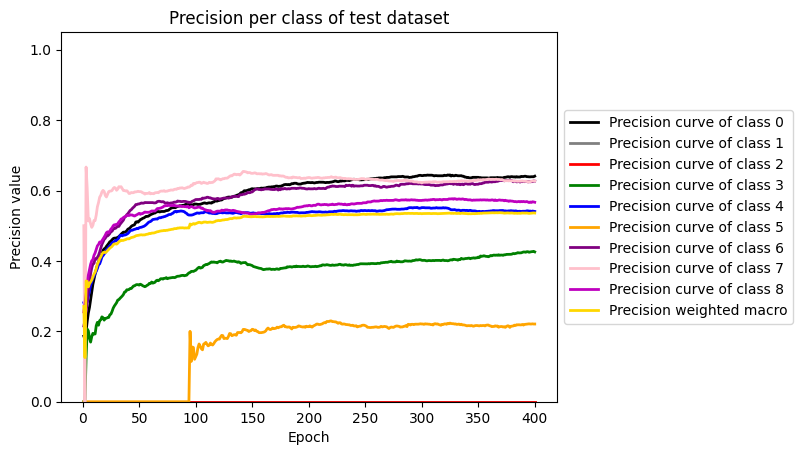 Precision per class of test dataset
1.0
0.8
0.6
0.4
0.2
0.0
Precision value
0 50 100 150 200 250 300 350 400
Epoch
Precision curve of class 0
Precision curve of class 1
Precision curve of class 2
Precision curve of class 3
Precision curve of class 4
Precision curve of class 5
Precision curve of class 6
Precision curve of class 7
Precision curve of class 8
Precision weighted macro